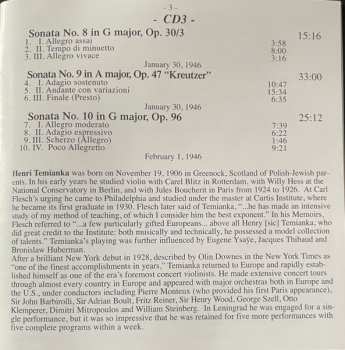 - 3 -
- CD3 -
Sonata No. 8 in G major, Op. 30/3 15:16
1. I. Allegro assai 3:58
2. II. Tempo di minuetto 8:00
3. III. Allegro vivace 3:16
January 30, 1946
Sonata No. 9 in A major, Op. 47 “Kreutzer” 33:00
4. I. Adagio sostenuto 10:47
5. II. Andante con variazioni 15:34
6. III. Finale (Presto) 6:35
January 30, 1946
Sonata No. 10 in G major, Op. 96 25:12
7. I. Allegro moderato 7:39
8. II. Adagio espressivo 6:22
9. III. Scherzo (Allegro) 1:46
10. IV. Poco Allegretto 9:21
February 1, 1946
Henri Temianka was born on November 19, 1906 in Greenock, Scotland of Polish-Jewish par-
ents. In his early years he studied violin with Carel Blitz in Rotterdam, with Willy Hess at the
National Conservatory in Berlin, and with Jules Boucherit in Paris from 1924 to 1926. At Carl
Flesch's urging he came to Philadelphia and studied under the master at Curtis Institute, where
he became its first graduate in 1930. Flesch later said of Temianka, "...he has made an intensive
study of my method of teaching, of which I consider him the best exponent." In his Memoirs,
Flesch referred to "...a few particularly gifted Europeans...above all Henry [sic] Temianka, who
did great credit to the Institute: both musically and technically, he possessed a model collection
of talents." Temianka's playing was further influenced by Eugene Ysaÿe, Jacques Thibaud and
Bronislaw Huberman.
After a brilliant New York debut in 1928, described by Olin Downes in the New York Times as
"one of the finest accomplishments in years," Temianka returned to Europe and rapidly estab-
lished himself as one of the era's foremost concert violinists. He made extensive concert tours
through almost every country in Europe and appeared with major orchestras both in Europe and
the U.S., under conductors including Pierre Monteux (who provided his first Paris appearance),
Sir John Barbirolli, Sir Adrian Boult, Fritz Reiner, Sir Henry Wood, George Szell, Otto
Klemperer, Dimitri Mitropoulos and William Steinberg. In Leningrad he was engaged for a sin-
gle performance, but it was so impressive that he was retained for five more performances with
five complete programs within a week.